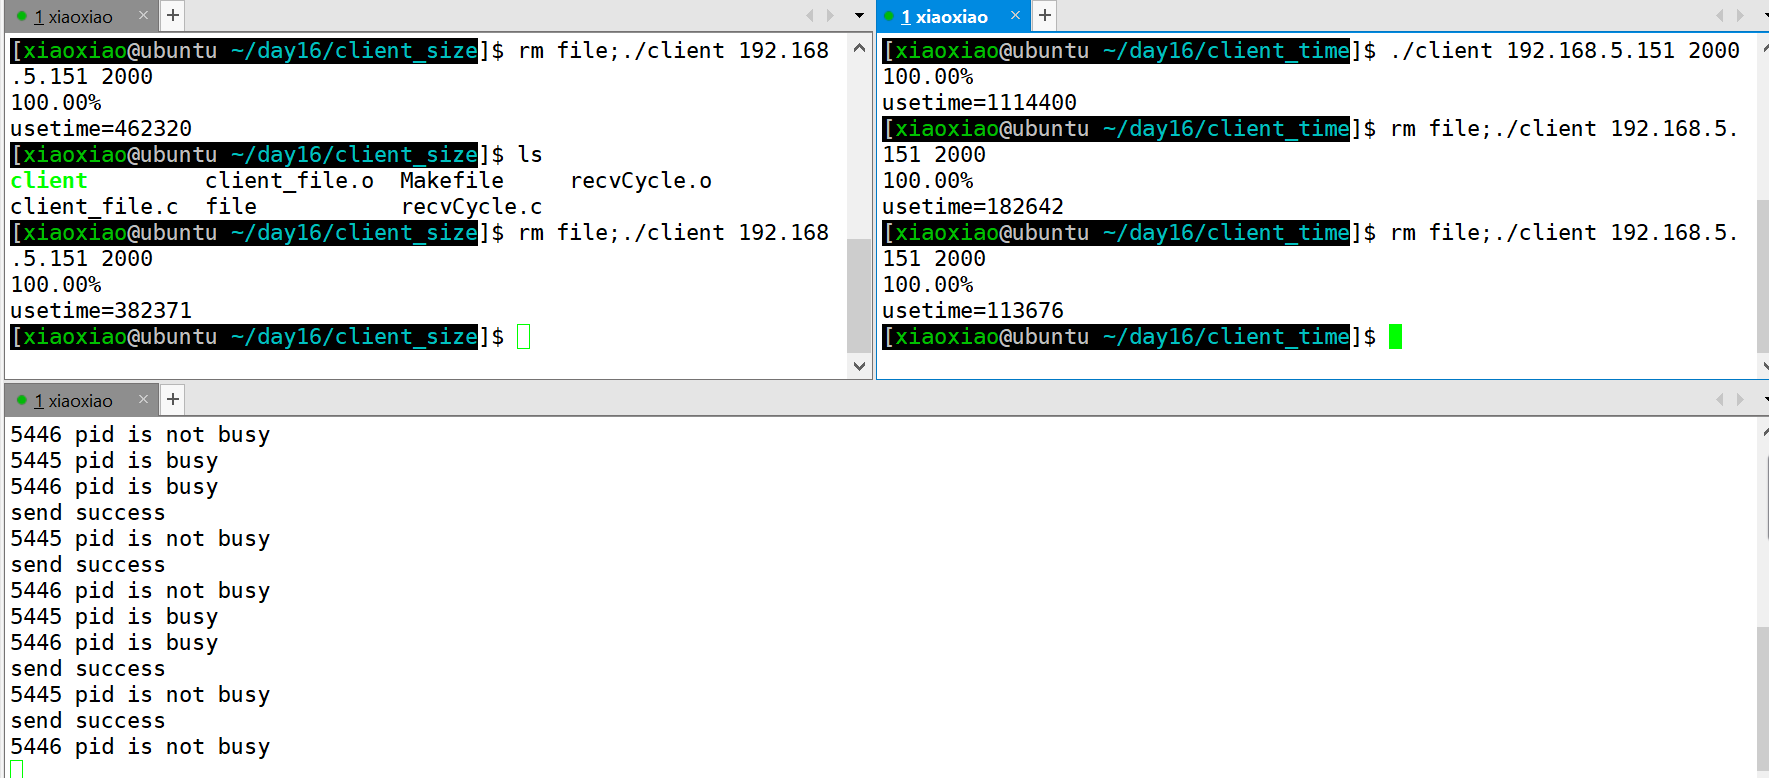 1 xiaoxiao × +
[xiaoxiao@ubuntu ~/day16/client_size]$ rm file;./client 192.168
.5.151 2000
100.00%
usetime=462320
[xiaoxiao@ubuntu ~/day16/client_size]$ ls
client         client_file.o  Makefile     recvCycle.o
client_file.c  file           recvCycle.c
[xiaoxiao@ubuntu ~/day16/client_size]$ rm file;./client 192.168
.5.151 2000
100.00%
usetime=382371
[xiaoxiao@ubuntu ~/day16/client_size]$
1 xiaoxiao × +
[xiaoxiao@ubuntu ~/day16/client_time]$ ./client 192.168.5.151 2000
100.00%
usetime=1114400
[xiaoxiao@ubuntu ~/day16/client_time]$ rm file;./client 192.168.5.
151 2000
100.00%
usetime=182642
[xiaoxiao@ubuntu ~/day16/client_time]$ rm file;./client 192.168.5.
151 2000
100.00%
usetime=113676
[xiaoxiao@ubuntu ~/day16/client_time]$
1 xiaoxiao × +
5446 pid is not busy
5445 pid is busy
5446 pid is busy
send success
5445 pid is not busy
send success
5446 pid is not busy
5445 pid is busy
5446 pid is busy
send success
5445 pid is not busy
send success
5446 pid is not busy